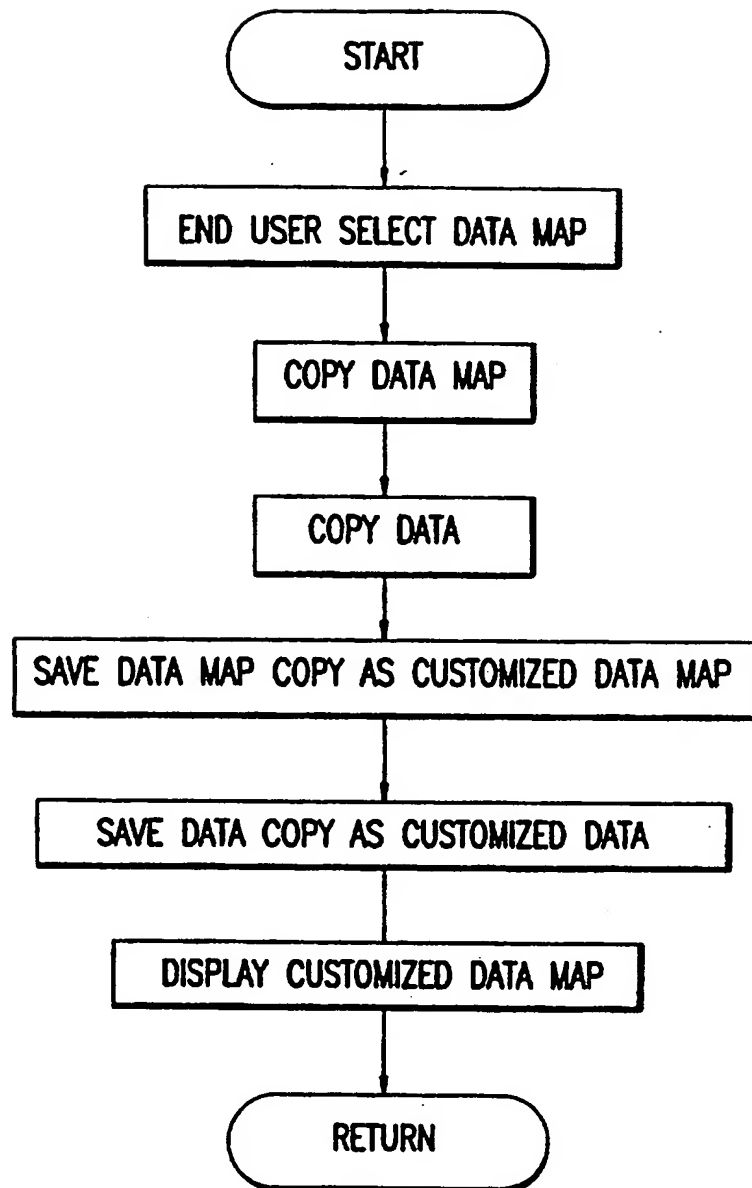 START
END USER SELECT DATA MAP
COPY DATA MAP
COPY DATA
SAVE DATA MAP COPY AS CUSTOMIZED DATA MAP
SAVE DATA COPY AS CUSTOMIZED DATA
DISPLAY CUSTOMIZED DATA MAP
RETURN